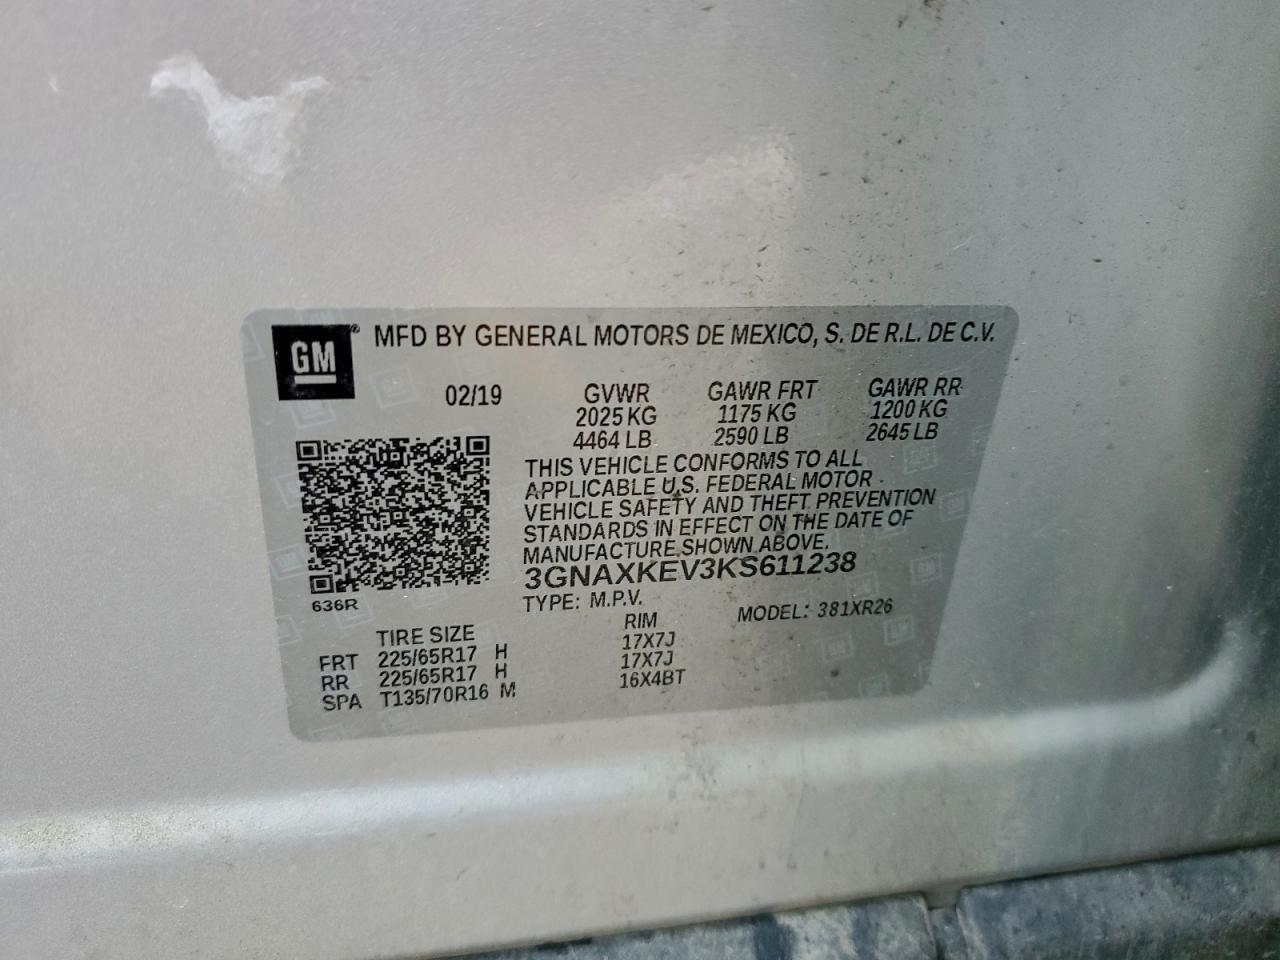 GM® MFD BY GENERAL MOTORS DE MEXICO, S. DE R.L. DE C.V.
02/19 GVWR GAWR FRT GAWR RR
2025 KG 1175 KG 1200 KG
4464 LB 2590 LB 2645 LB
THIS VEHICLE CONFORMS TO ALL
APPLICABLE U.S. FEDERAL MOTOR
VEHICLE SAFETY AND THEFT PREVENTION
STANDARDS IN EFFECT ON THE DATE OF
MANUFACTURE SHOWN ABOVE.
3GNAXKEV3KS611238
636R
TYPE: M.P.V. MODEL: 381XR26
TIRE SIZE RIM
FRT 225/65R17 H 17X7J
RR 225/65R17 H 17X7J
SPA T135/70R16 M 16X4BT